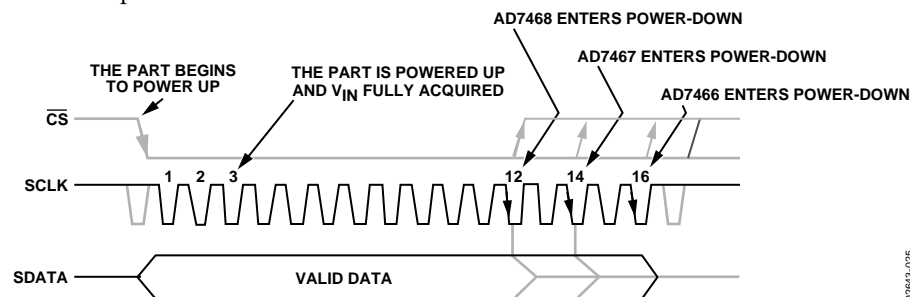 AD7468 ENTERS POWER-DOWN
AD7467 ENTERS POWER-DOWN
THE PART BEGINS
TO POWER UP
THE PART IS POWERED UP
AND VIN FULLY ACQUIRED
AD7466 ENTERS POWER-DOWN
CS
SCLK
1 2 3 12 14 16
SDATA
VALID DATA